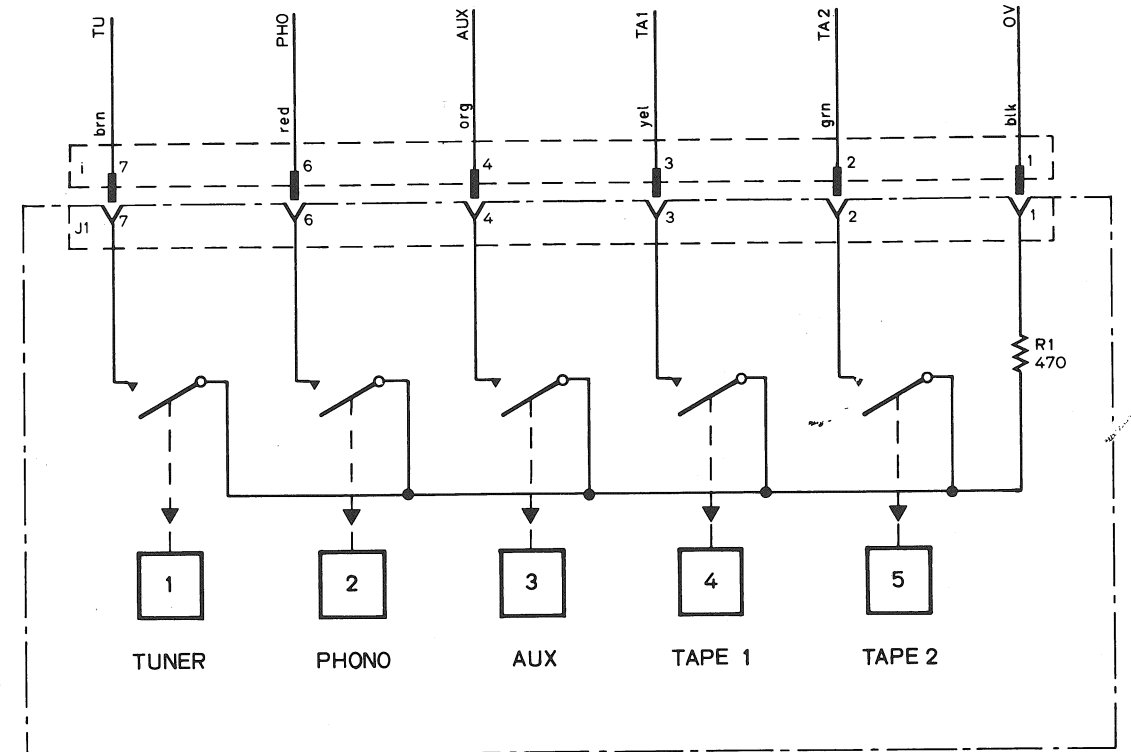 TU
PHO
AUX
TA1
TA2
OV
brn
red
org
yel
grn
blk
i
7
6
4
3
2
1
J1
7
6
4
3
2
1
R1
470
1
2
3
4
5
TUNER
PHONO
AUX
TAPE 1
TAPE 2